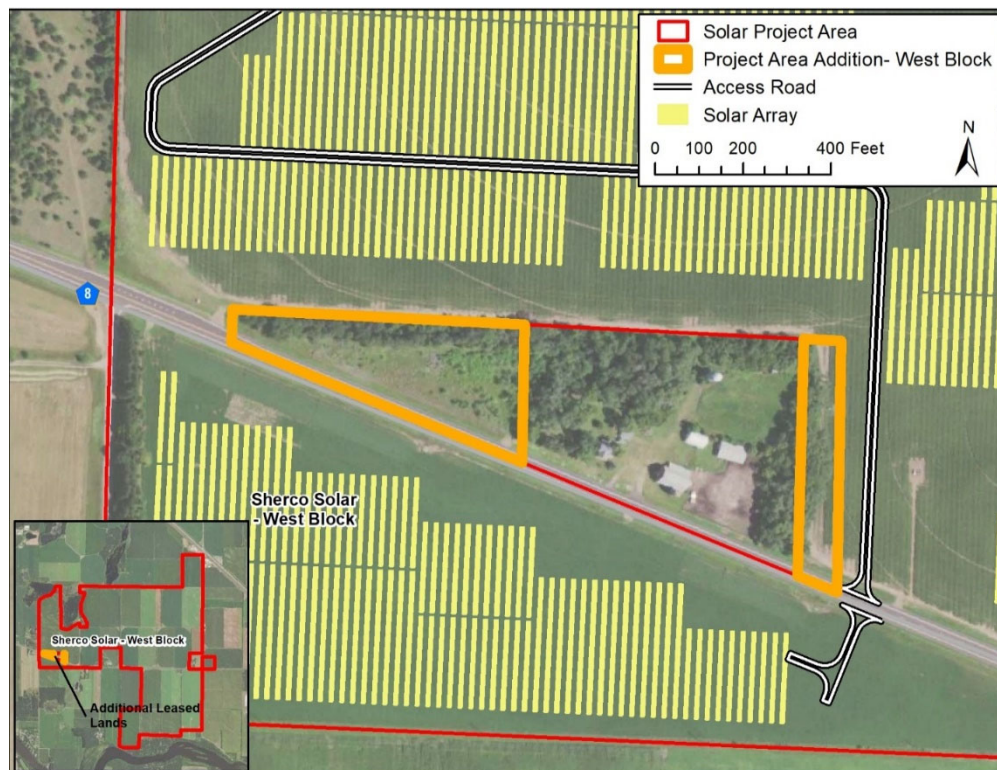 Solar Project Area
Project Area Addition- West Block
Access Road
Solar Array
0 100 200 400 Feet
N
8
Sherco Solar
- West Block
Sherco Solar - West Block
Additional Leased
Lands